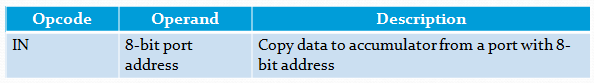 Opcode Operand Description
IN 8-bit port Copy data to accumulator from a port with 8-
address bit address